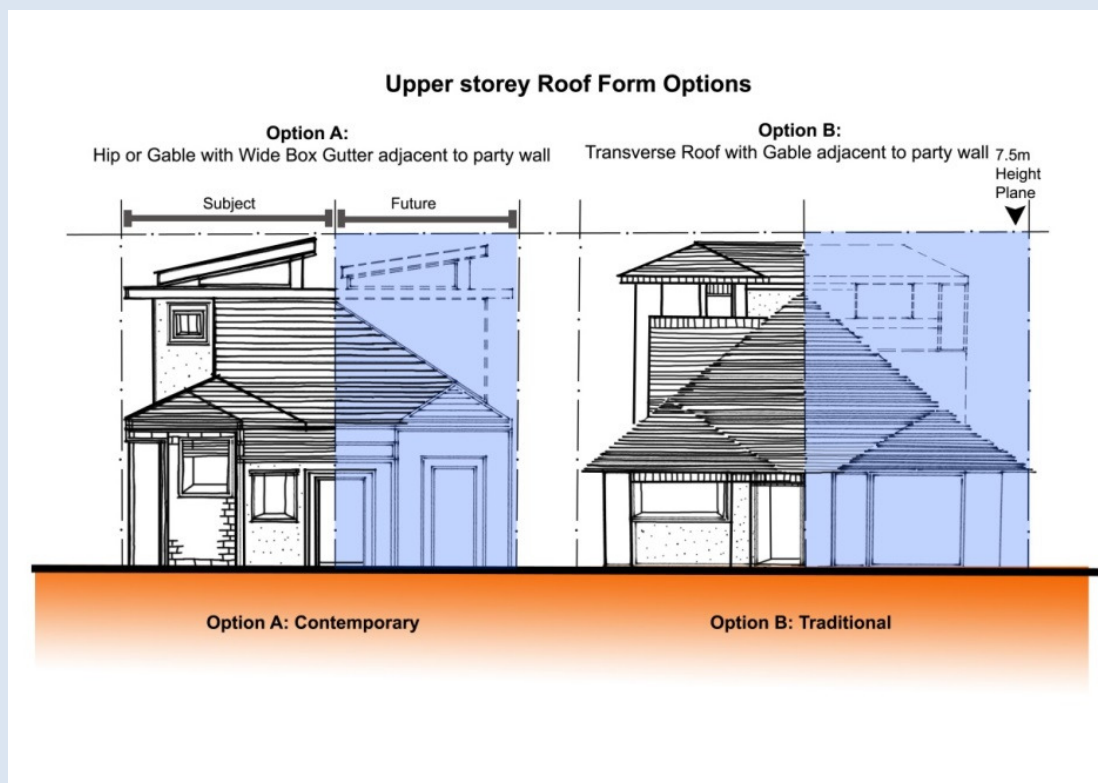 Upper storey Roof Form Options
Option A:
Hip or Gable with Wide Box Gutter adjacent to party wall
Option B:
Transverse Roof with Gable adjacent to party wall
7.5m
Height
Plane
Subject
Future
Option A: Contemporary
Option B: Traditional